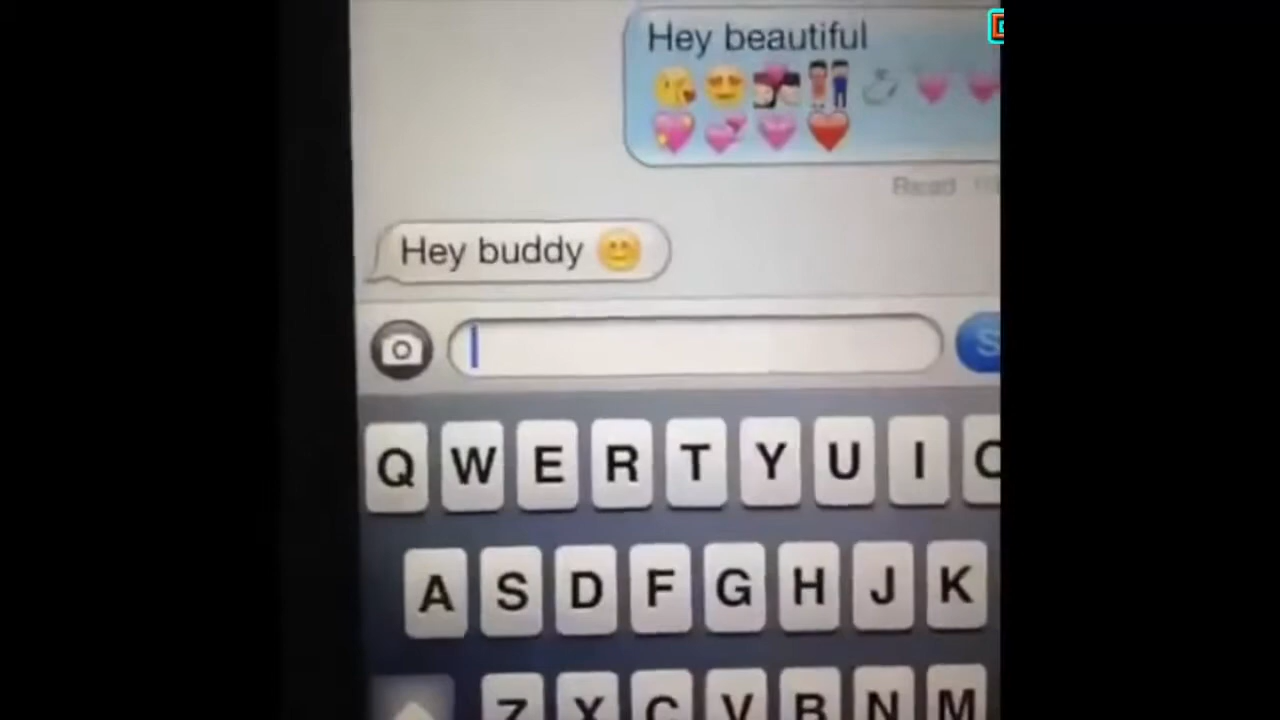 Hey beautiful
Read
Hey buddy
Q W E R T Y U I O
A S D F G H J K
Z X C V B N M